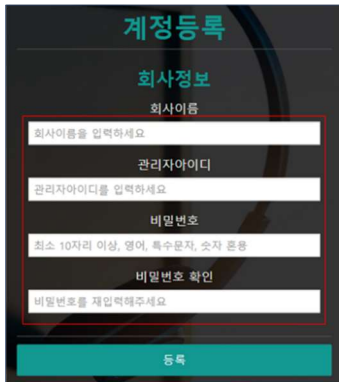 계정등록
회사정보
회사이름
회사이름을 입력하세요
관리자아이디
관리자아이디를 입력하세요
비밀번호
최소 10자리 이상, 영어, 특수문자, 숫자 혼용
비밀번호 확인
비밀번호를 재입력해주세요
등록